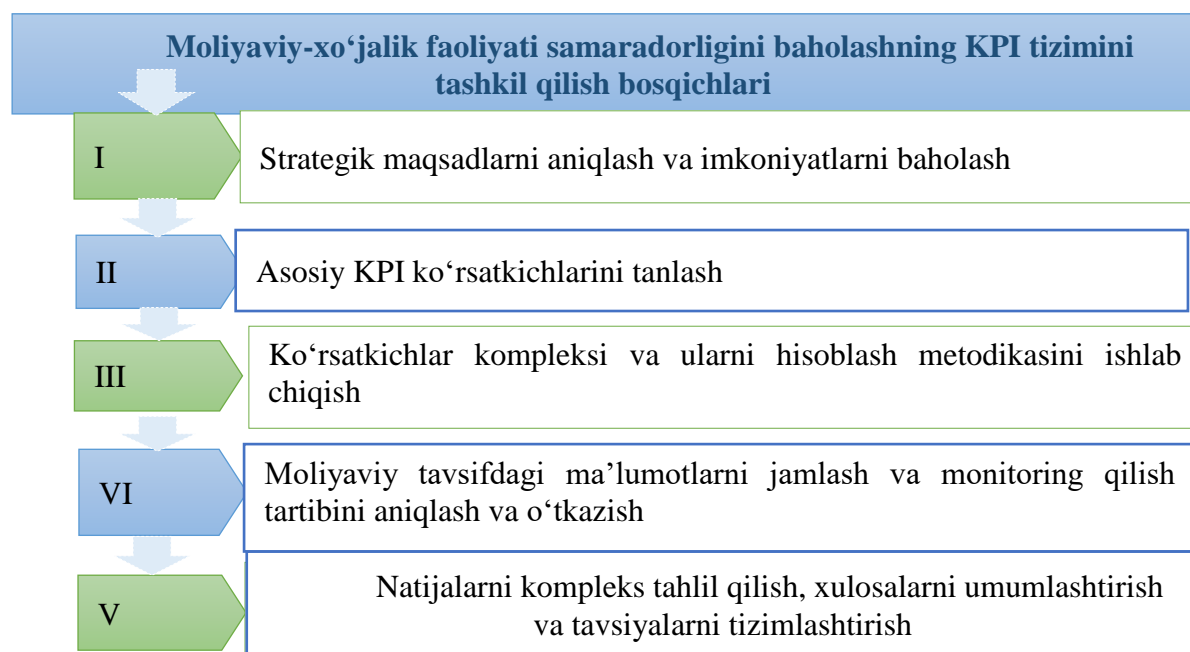 Moliyaviy-xo‘jalik faoliyati samaradorligini baholashning KPI tizimini
tashkil qilish bosqichlari
I
Strategik maqsadlarni aniqlash va imkoniyatlarni baholash
II
Asosiy KPI ko‘rsatkichlarini tanlash
III
Ko‘rsatkichlar kompleksi va ularni hisoblash metodikasini ishlab
chiqish
VI
Moliyaviy tavsifdagi ma’lumotlarni jamlash va monitoring qilish
tartibini aniqlash va o‘tkazish
V
Natijalarni kompleks tahlil qilish, xulosalarni umumlashtirish
va tavsiyalarni tizimlashtirish